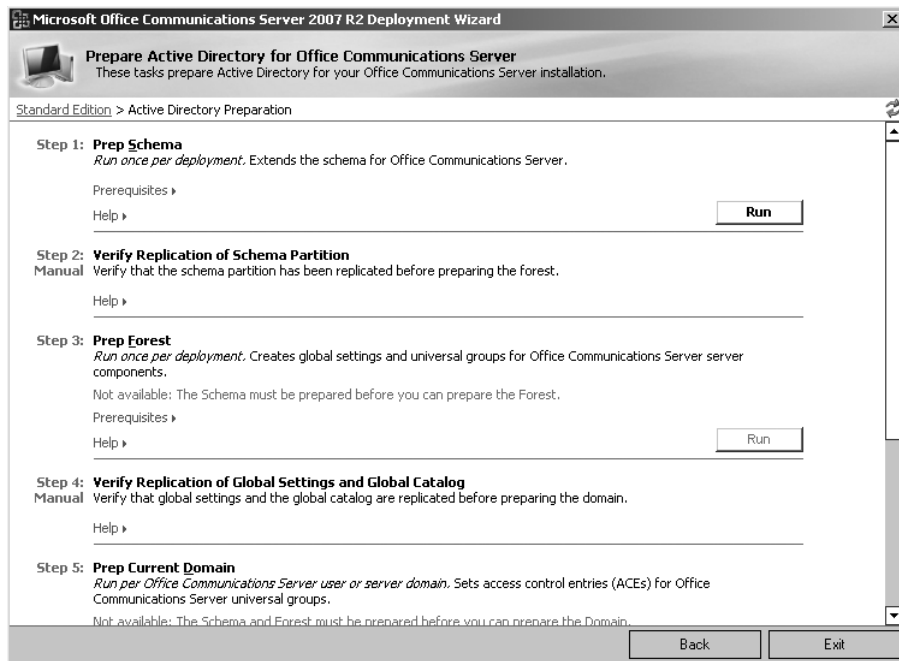 Microsoft Office Communications Server 2007 R2 Deployment Wizard
Prepare Active Directory for Office Communications Server
These tasks prepare Active Directory for your Office Communications Server installation.
Standard Edition > Active Directory Preparation
Step 1: Prep Schema
Run once per deployment. Extends the schema for Office Communications Server.
Prerequisites
Help
Run
Step 2: Verify Replication of Schema Partition
Manual Verify that the schema partition has been replicated before preparing the forest.
Help
Step 3: Prep Forest
Run once per deployment. Creates global settings and universal groups for Office Communications Server server
components.
Not available: The Schema must be prepared before you can prepare the Forest.
Prerequisites
Help
Run
Step 4: Verify Replication of Global Settings and Global Catalog
Manual Verify that global settings and the global catalog are replicated before preparing the domain.
Help
Step 5: Prep Current Domain
Run per Office Communications Server user or server domain. Sets access control entries (ACEs) for Office
Communications Server universal groups.
Not available: The Schema and Forest must be prepared before you can prepare the Domain.
Back
Exit